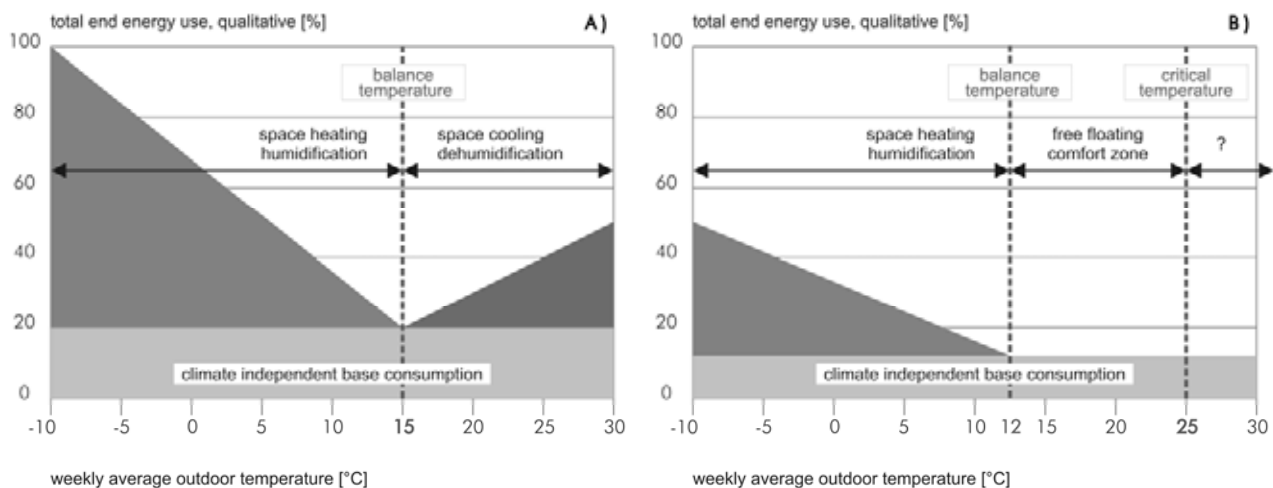 total end energy use, qualitative [%] A)
100
80
60
40
20
0
balance
temperature
space heating
humidification
space cooling
dehumidification
climate independent base consumption
-10 -5 0 5 10 15 20 25 30
weekly average outdoor temperature [°C]
total end energy use, qualitative [%] B)
100
80
60
40
20
0
balance
temperature
critical
temperature
space heating
humidification
free floating
comfort zone
?
climate independent base consumption
-10 -5 0 5 10 12 15 20 25 30
weekly average outdoor temperature [°C]